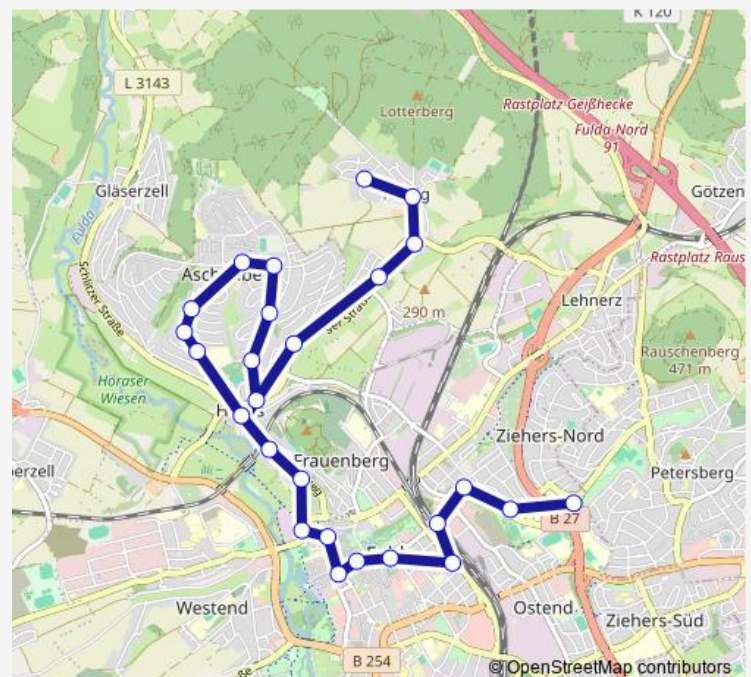 K 120
L 3143
Lotterberg
Rastplatz Geißhecke
Fulda-Nord
91
Gläserzell
Götzen
Fulda
Rastplatz Raus
Schlitzer Straße
Lehnerz
290 m
Rauschenberg
471 m
Horaser
Wiesen
Ziehers-Nord
Frauenberg
Petersberg
erzell
B 27
Westend
Ostend
Ziehers-Süd
B 254
© OpenStreetMap contributors